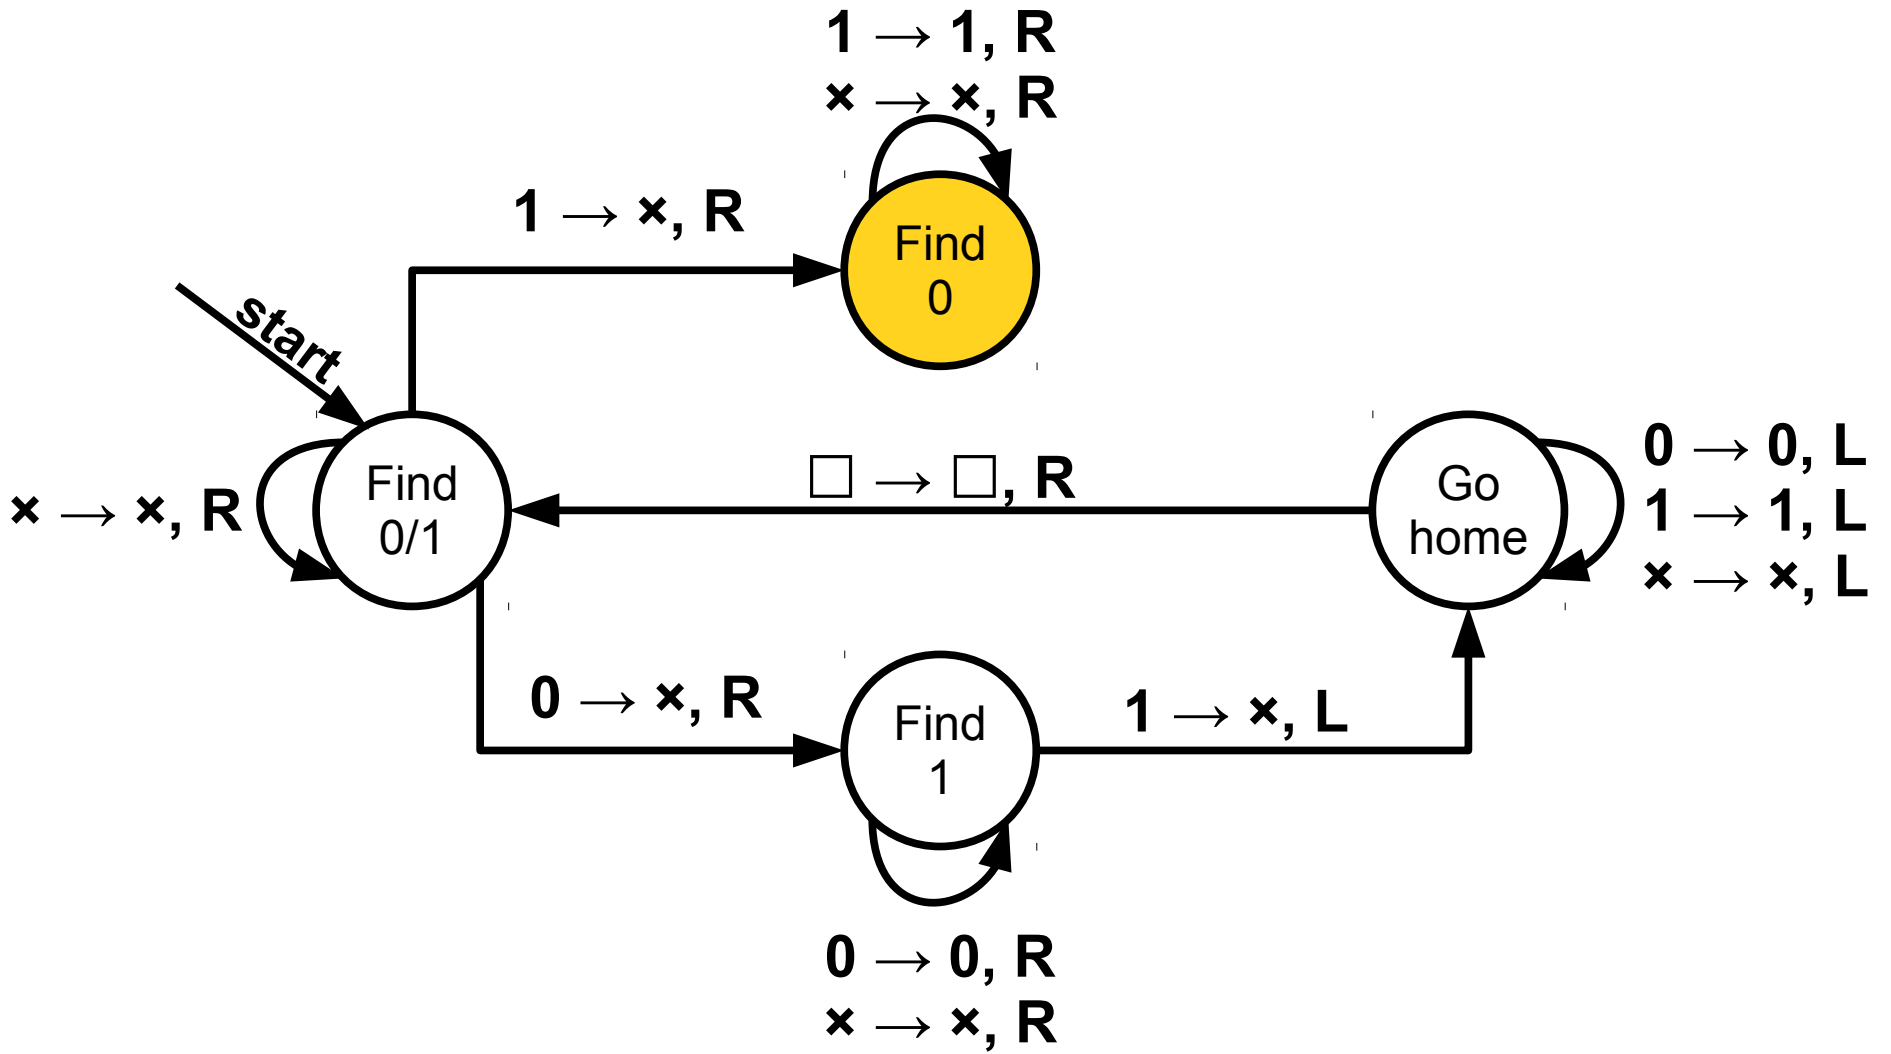 1 → 1, R
× → ×, R
1 → ×, R
Find
0
start
× → ×, R
Find
0/1
□ → □, R
Go
home
0 → 0, L
1 → 1, L
× → ×, L
0 → ×, R
Find
1
1 → ×, L
0 → 0, R
× → ×, R